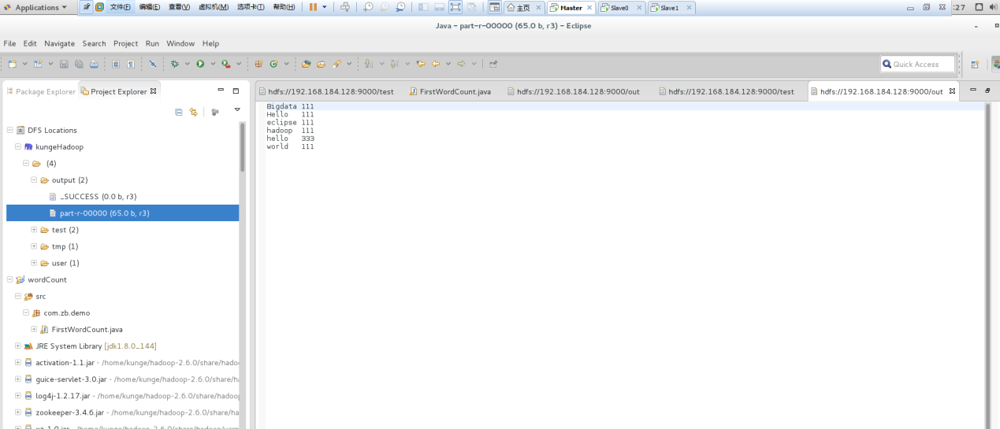 Applications 文件(F) 编辑(E) 查看(V) 虚拟机(M) 选项卡(T) 帮助(H) 主页 Master Slave0 Slave1 :27
Java - part-r-00000 (65.0 b, r3) - Eclipse
File Edit Navigate Search Project Run Window Help
Quick Access
Package Explorer Project Explorer
hdfs://192.168.184.128:9000/test FirstWordCount.java hdfs://192.168.184.128:9000/out hdfs://192.168.184.128:9000/test hdfs://192.168.184.128:9000/out
DFS Locations
kungeHadoop
(4)
output (2)
_SUCCESS (0.0 b, r3)
part-r-00000 (65.0 b, r3)
test (2)
tmp (1)
user (1)
wordCount
src
com.zb.demo
FirstWordCount.java
JRE System Library [jdk1.8.0_144]
activation-1.1.jar - /home/kunge/hadoop-2.6.0/share/hado
guice-servlet-3.0.jar - /home/kunge/hadoop-2.6.0/share/h
log4j-1.2.17.jar - /home/kunge/hadoop-2.6.0/share/hadoop
zookeeper-3.4.6.jar - /home/kunge/hadoop-2.6.0/share/ha
Bigdata 111
Hello 111
eclipse 111
hadoop 111
hello 333
world 111